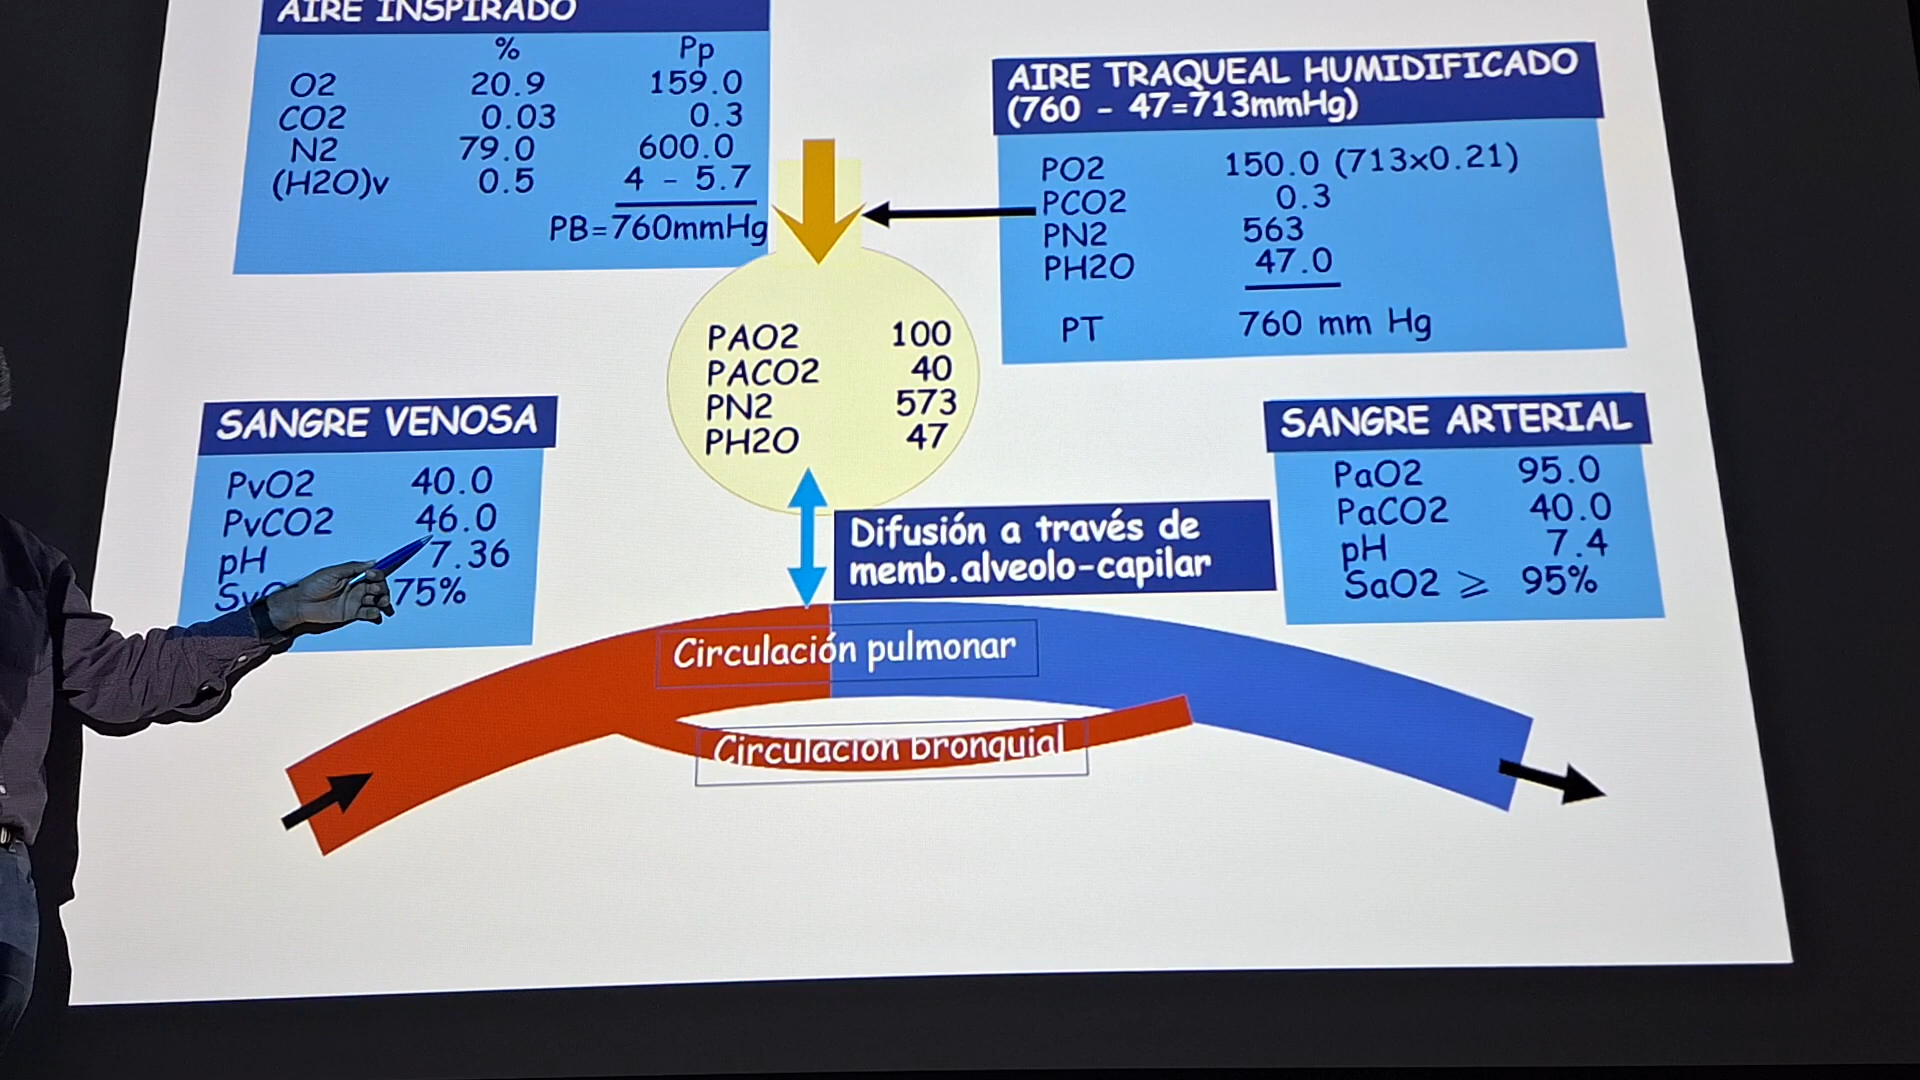 AIRE INSPIRADO
% Pp
O2 20.9 159.0
CO2 0.03 0.3
N2 79.0 600.0
(H2O)v 0.5 4 - 5.7
PB=760mmHg
AIRE TRAQUEAL HUMIDIFICADO
(760 - 47=713mmHg)
PO2 150.0 (713x0.21)
PCO2 0.3
PN2 563
PH2O 47.0
PT 760 mm Hg
PAO2 100
PACO2 40
PN2 573
PH2O 47
SANGRE VENOSA
PvO2 40.0
PvCO2 46.0
pH 7.36
75%
Difusión a través de
memb.alveolo-capilar
SANGRE ARTERIAL
PaO2 95.0
PaCO2 40.0
pH 7.4
SaO2 ≥ 95%
Circulación pulmonar
Circulación bronquial